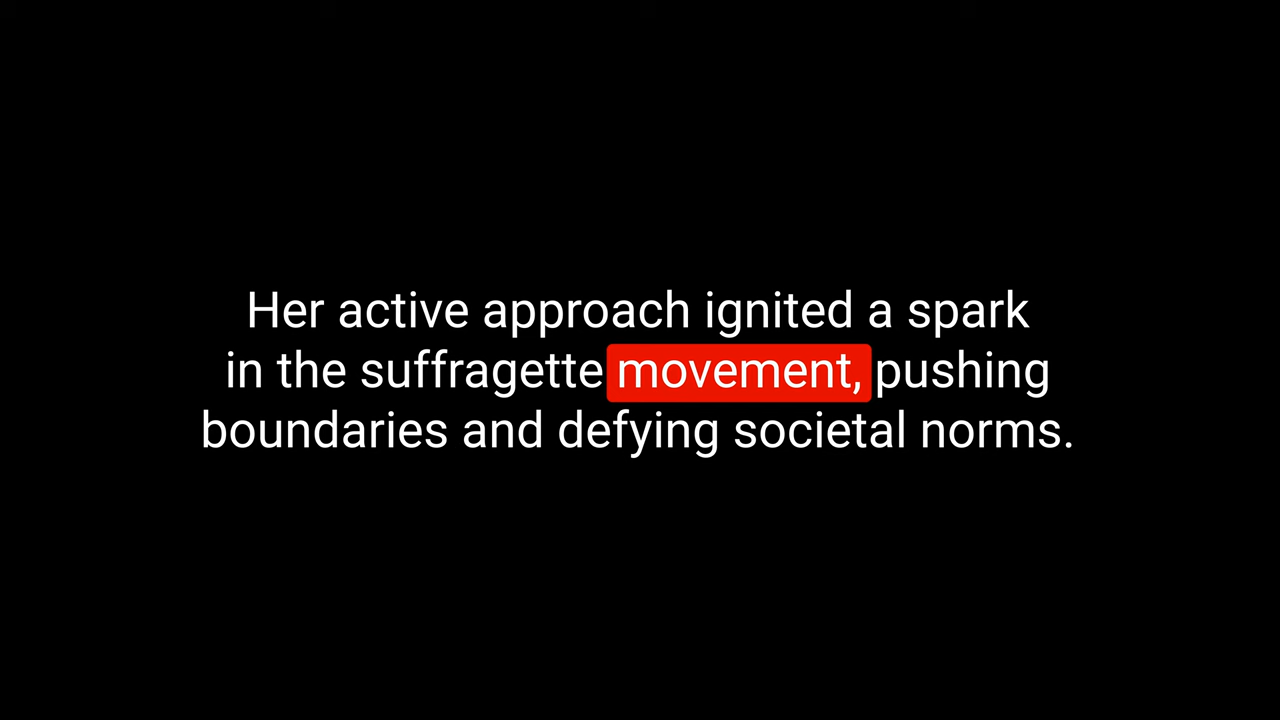 Her active approach ignited a spark
in the suffragette movement, pushing
boundaries and defying societal norms.